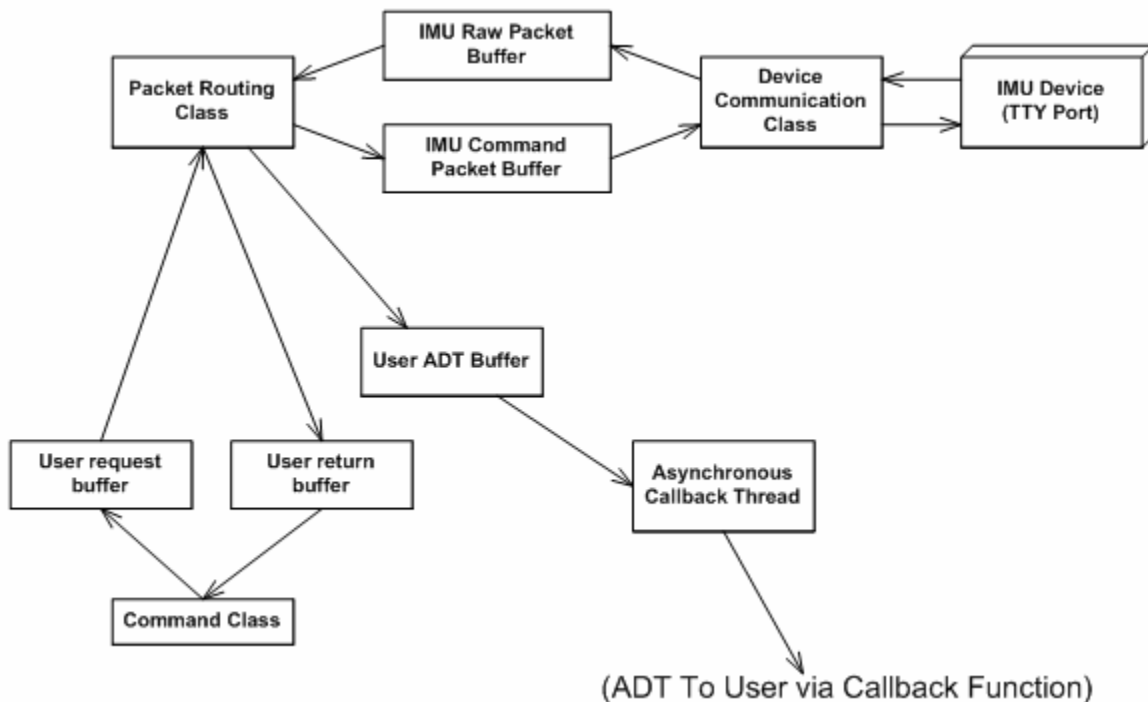 IMU Raw Packet
Buffer
Packet Routing
Class
Device
Communication
Class
IMU Device
(TTY Port)
IMU Command
Packet Buffer
User ADT Buffer
User request
buffer
User return
buffer
Asynchronous
Callback Thread
Command Class
(ADT To User via Callback Function)